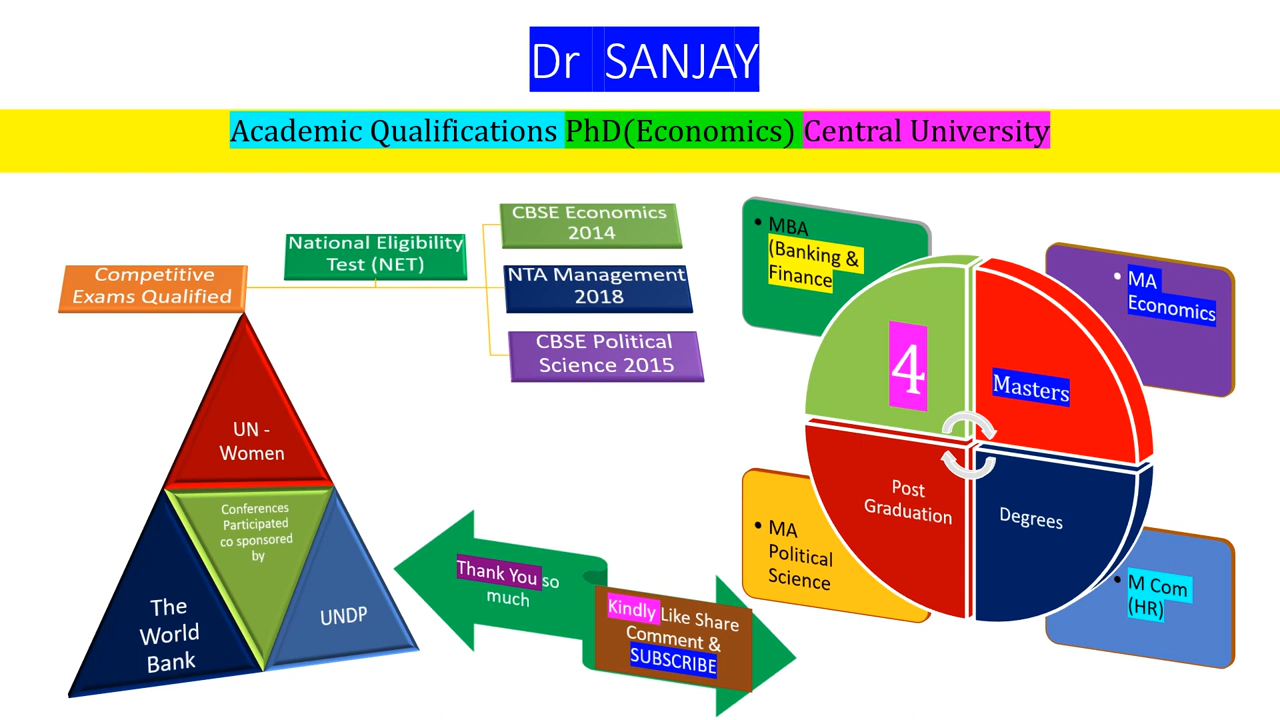 Dr SANJAY
Academic Qualifications PhD(Economics) Central University
Competitive
Exams Qualified
National Eligibility
Test (NET)
CBSE Economics
2014
NTA Management
2018
CBSE Political
Science 2015
UN -
Women
Conferences
Participated
co sponsored
by
The
World
Bank
UNDP
Thank You so
much
Kindly Like Share
Comment &
SUBSCRIBE
• MBA
(Banking &
Finance
• MA
Economics
4
Masters
Post
Graduation
Degrees
• MA
Political
Science
• M Com
(HR)